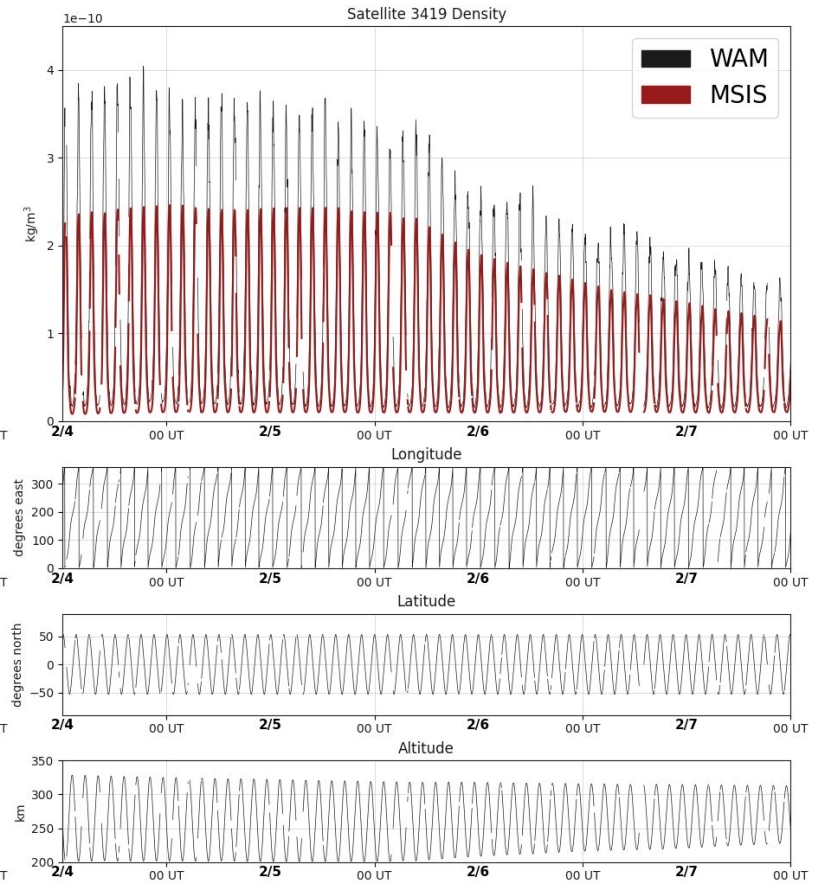 Satellite 3419 Density
1e−10
4
3
2
1
0
kg/m³
WAM
MSIS
T 2/4 00 UT 2/5 00 UT 2/6 00 UT 2/7 00 UT
Longitude
300
200
100
0
degrees east
T 2/4 00 UT 2/5 00 UT 2/6 00 UT 2/7 00 UT
Latitude
50
0
−50
degrees north
T 2/4 00 UT 2/5 00 UT 2/6 00 UT 2/7 00 UT
Altitude
350
300
250
200
km
T 2/4 00 UT 2/5 00 UT 2/6 00 UT 2/7 00 UT